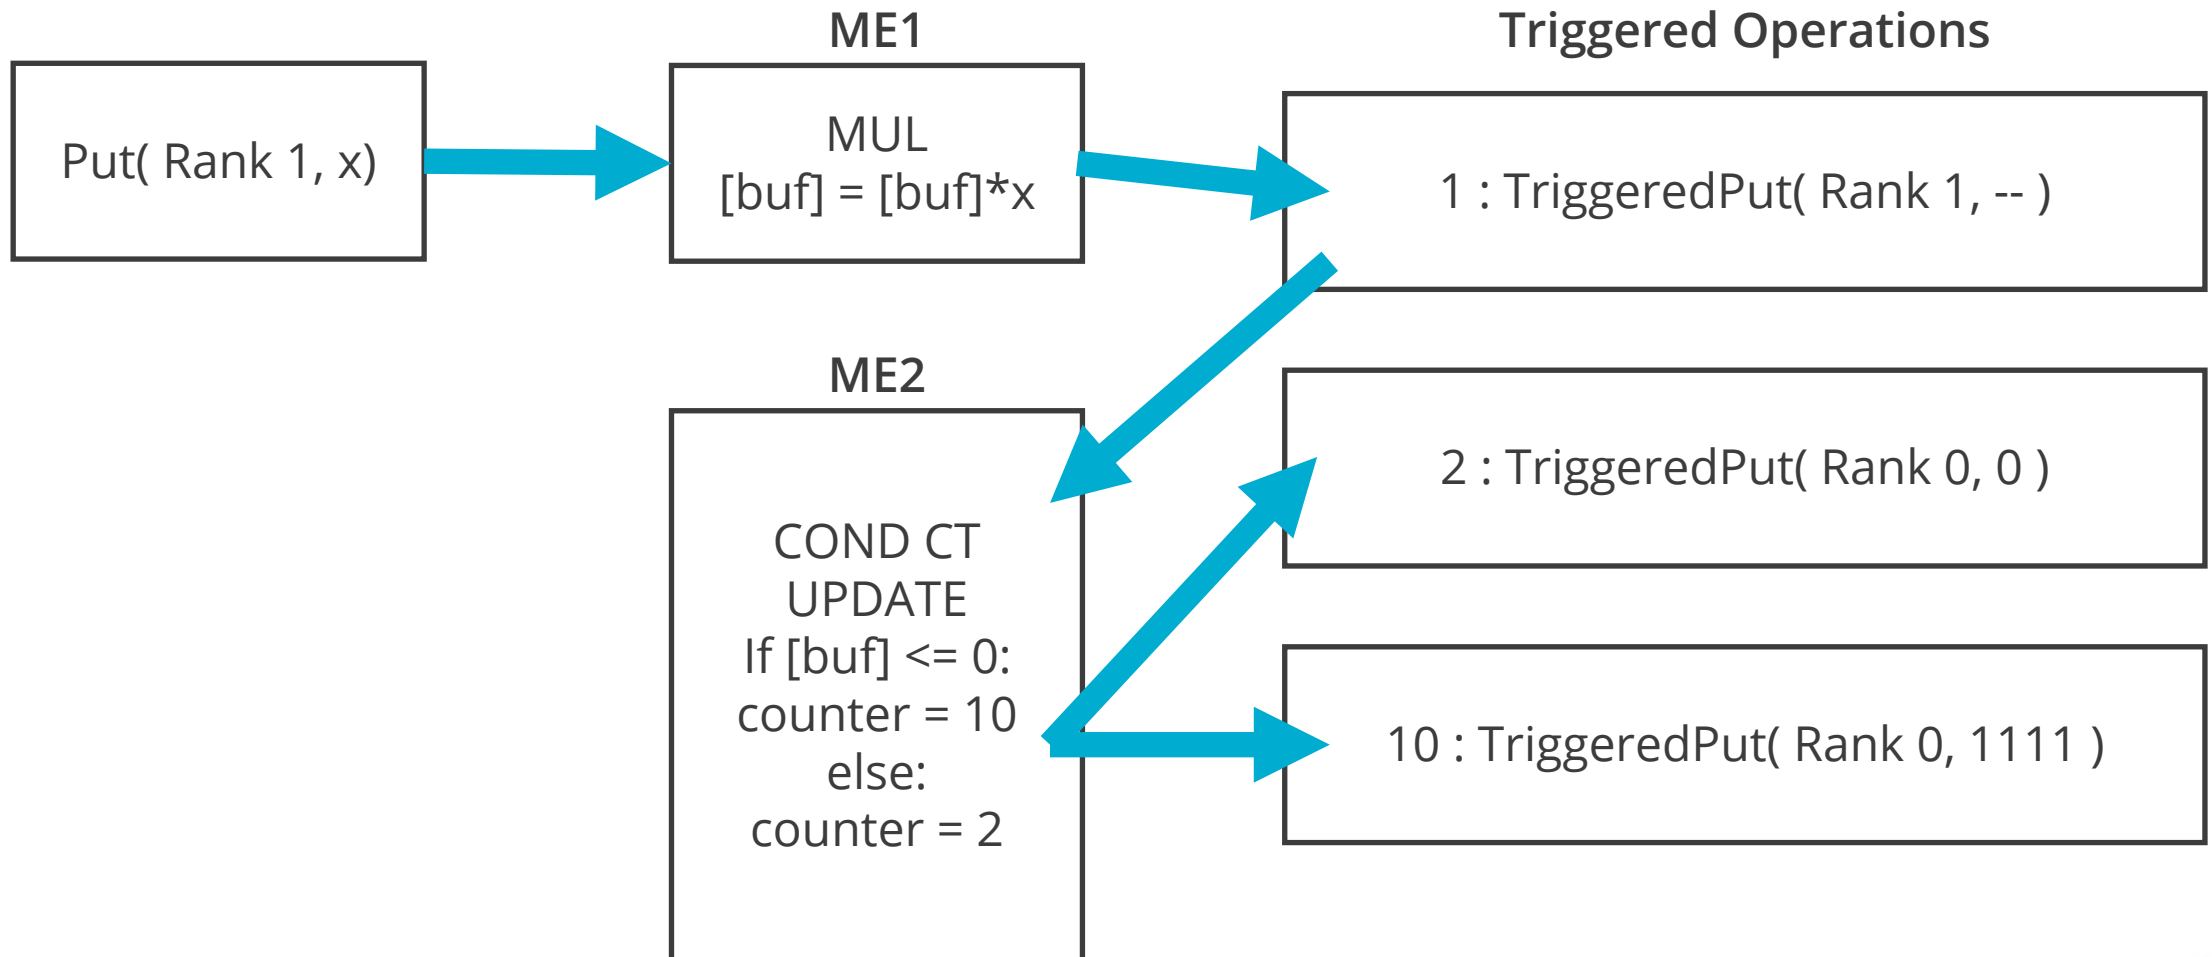 ME1
Triggered Operations
Put( Rank 1, x)
MUL
[buf] = [buf]*x
1 : TriggeredPut( Rank 1, -- )
ME2
COND CT
UPDATE
If [buf] <= 0:
counter = 10
else:
counter = 2
2 : TriggeredPut( Rank 0, 0 )
10 : TriggeredPut( Rank 0, 1111 )